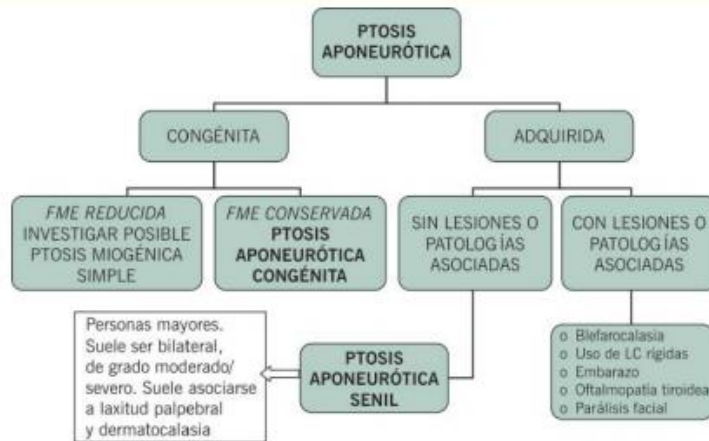 PTOSIS
APONEURÓTICA
CONGÉNITA
ADQUIRIDA
FME REDUCIDA
INVESTIGAR POSIBLE
PTOSIS MIOGÉNICA
SIMPLE
FME CONSERVADA
PTOSIS
APONEURÓTICA
CONGÉNITA
SIN LESIONES O
PATOLOGÍAS
ASOCIADAS
CON LESIONES O
PATOLOGÍAS
ASOCIADAS
Personas mayores.
Suele ser bilateral,
de grado moderado/
severo. Suele asociarse
a laxitud palpebral
y dermatocalasia
PTOSIS
APONEURÓTICA
SENIL
o Blefarocalasia
o Uso de LC rígidas
o Embarazo
o Oftalmopatía tiroidea
o Parálisis facial